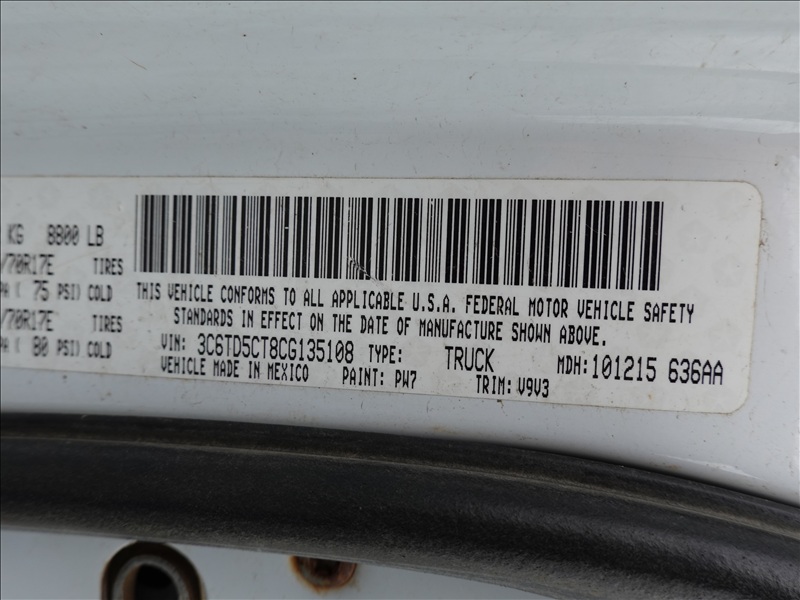 KG 8800 LB
/70R17E TIRES
PA ( 75 PSI) COLD
/70R17E TIRES
PA ( 80 PSI) COLD
THIS VEHICLE CONFORMS TO ALL APPLICABLE U.S.A. FEDERAL MOTOR VEHICLE SAFETY
STANDARDS IN EFFECT ON THE DATE OF MANUFACTURE SHOWN ABOVE.
VIN: 3C6TD5CT8CG135108 TYPE: TRUCK MDH: 101215 636AA
VEHICLE MADE IN MEXICO PAINT: PW7 TRIM: V9V3